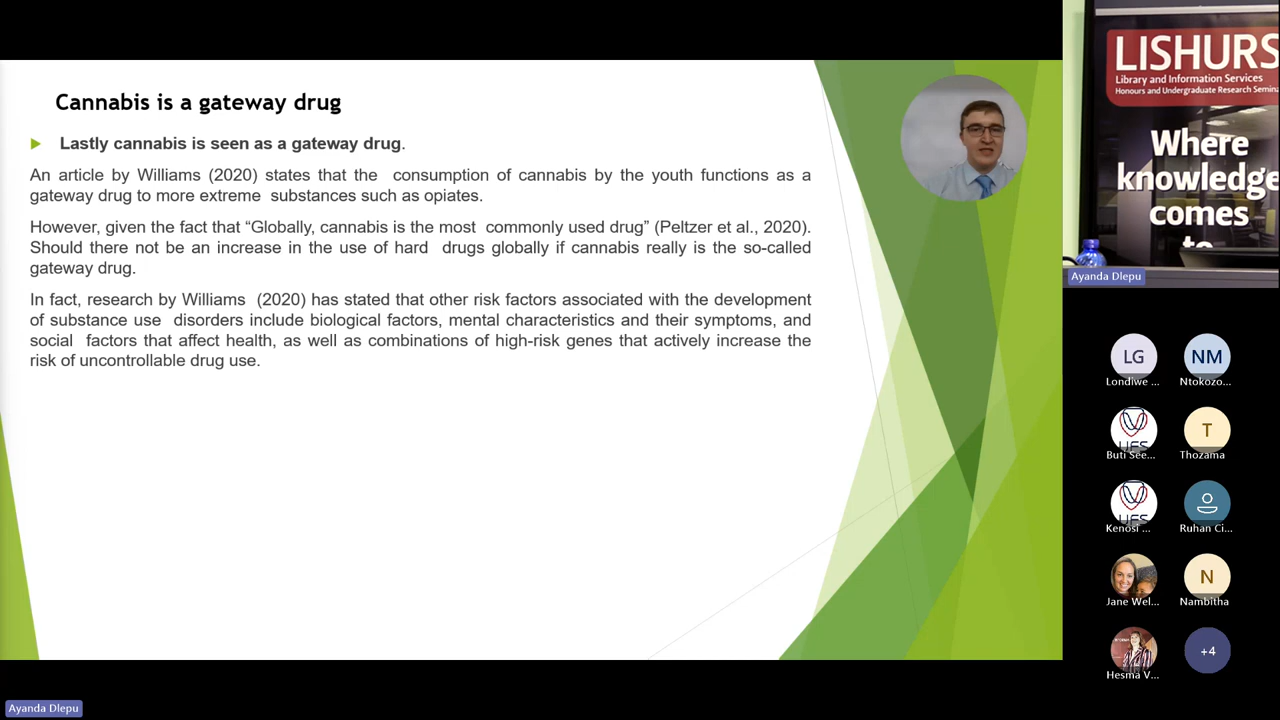 Cannabis is a gateway drug
Lastly cannabis is seen as a gateway drug.
An article by Williams (2020) states that the consumption of cannabis by the youth functions as a
gateway drug to more extreme substances such as opiates.
However, given the fact that “Globally, cannabis is the most commonly used drug” (Peltzer et al., 2020).
Should there not be an increase in the use of hard drugs globally if cannabis really is the so-called
gateway drug.
In fact, research by Williams (2020) has stated that other risk factors associated with the development
of substance use disorders include biological factors, mental characteristics and their symptoms, and
social factors that affect health, as well as combinations of high-risk genes that actively increase the
risk of uncontrollable drug use.
LISHURS
Library and Information Services
Honours and Undergraduate Research Semina
Where
knowledge
comes
to
Ayanda Dlepu
LG
NM
Londiwe ...
Ntokozo...
UFS
T
Buti See...
Thozama
UFS
Kenosi ...
Ruhan Ci...
N
Jane Wel...
Nambitha
+4
Hesma V...
Ayanda Dlepu